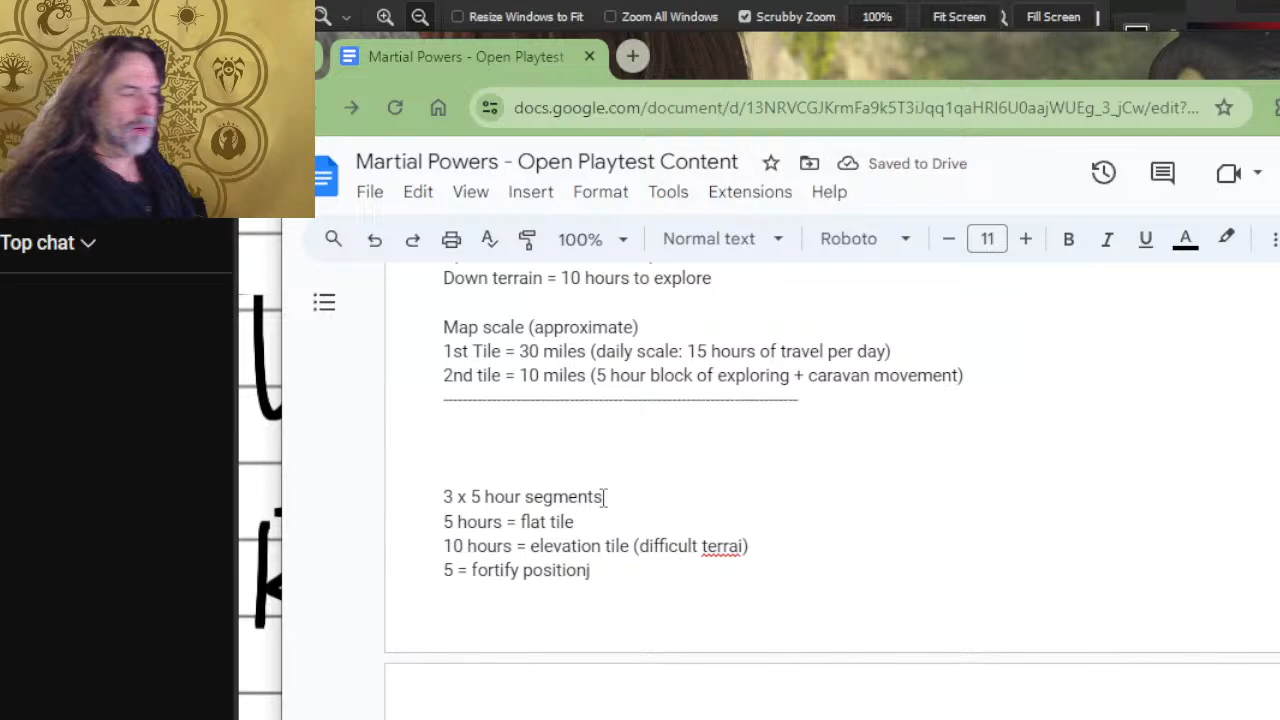 Resize Windows to Fit
Zoom All Windows
Scrubby Zoom
100%
Fit Screen
Fill Screen
Martial Powers - Open Playtest
docs.google.com/document/d/13NRVCGJKrmFa9k5T3iJqq1qaHRl6U0aajWUEg_3_jCw/edit?...
Martial Powers - Open Playtest Content
Saved to Drive
File Edit View Insert Format Tools Extensions Help
100% Normal text Roboto 11 B I U A
Top chat
Down terrain = 10 hours to explore
Map scale (approximate)
1st Tile = 30 miles (daily scale: 15 hours of travel per day)
2nd tile = 10 miles (5 hour block of exploring + caravan movement)
3 x 5 hour segments
5 hours = flat tile
10 hours = elevation tile (difficult terrai)
5 = fortify positionj